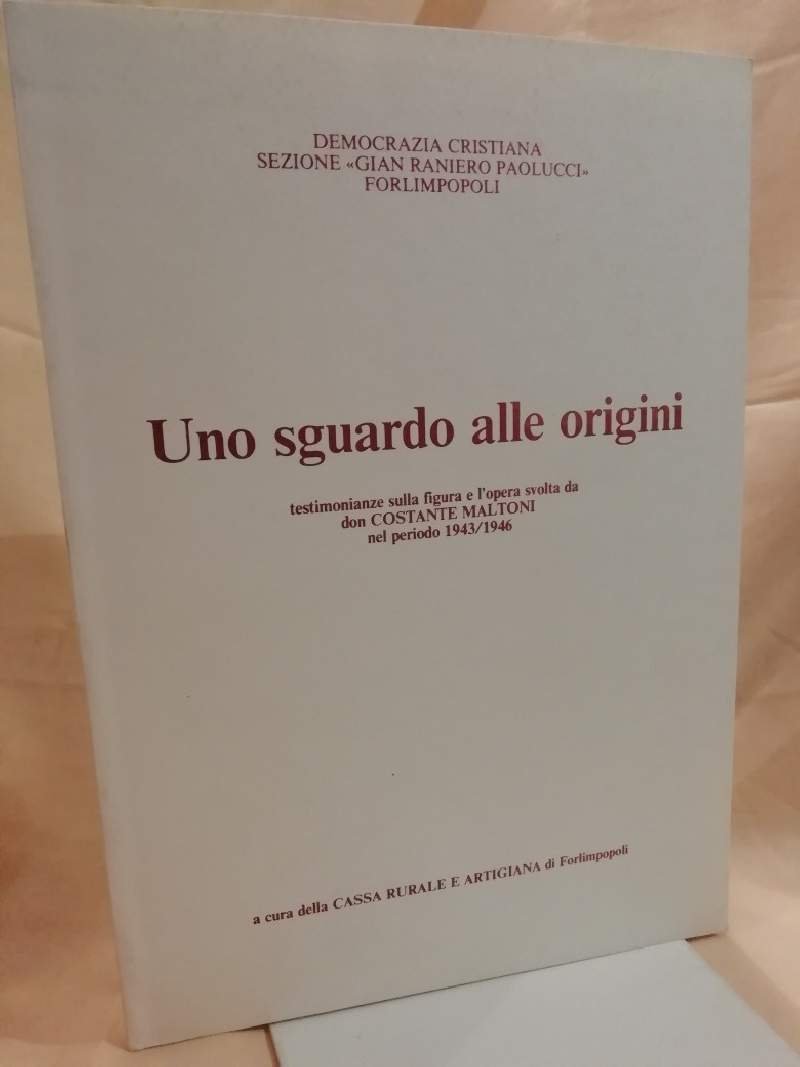 DEMOCRAZIA CRISTIANA
SEZIONE «GIAN RANIERO PAOLUCCI»
FORLIMPOPOLI
Uno sguardo alle origini
testimonianze sulla figura e l'opera svolta da
don COSTANTE MALTONI
nel periodo 1943/1946
a cura della CASSA RURALE E ARTIGIANA di Forlimpopoli